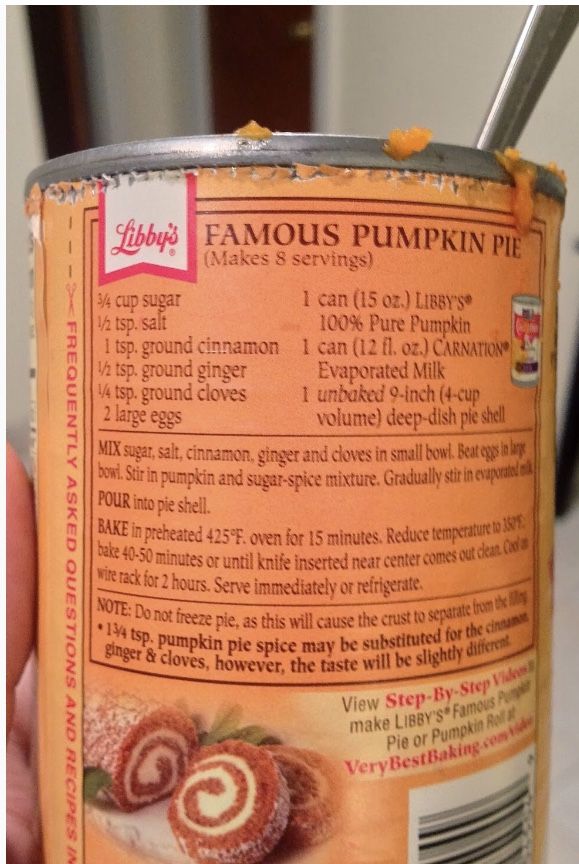 Libby's®
FAMOUS PUMPKIN PIE
(Makes 8 servings)
3/4 cup sugar
1/2 tsp. salt
1 tsp. ground cinnamon
1/2 tsp. ground ginger
1/4 tsp. ground cloves
2 large eggs
1 can (15 oz.) LIBBY'S®
100% Pure Pumpkin
1 can (12 fl. oz.) CARNATION®
Evaporated Milk
1 unbaked 9-inch (4-cup
volume) deep-dish pie shell
MIX sugar, salt, cinnamon, ginger and cloves in small bowl. Beat eggs in large
bowl. Stir in pumpkin and sugar-spice mixture. Gradually stir in evaporated milk.
POUR into pie shell.
BAKE in preheated 425°F. oven for 15 minutes. Reduce temperature to 350°F.;
bake 40-50 minutes or until knife inserted near center comes out clean. Cool on
wire rack for 2 hours. Serve immediately or refrigerate.
NOTE: Do not freeze pie, as this will cause the crust to separate from the filling.
• 1 3/4 tsp. pumpkin pie spice may be substituted for the cinnamon,
ginger & cloves, however, the taste will be slightly different.
View Step-By-Step Videos
make LIBBY'S® Famous Pumpkin
Pie or Pumpkin Roll at
VeryBestBaking.com/
FREQUENTLY ASKED QUESTIONS AND RECIPES IN